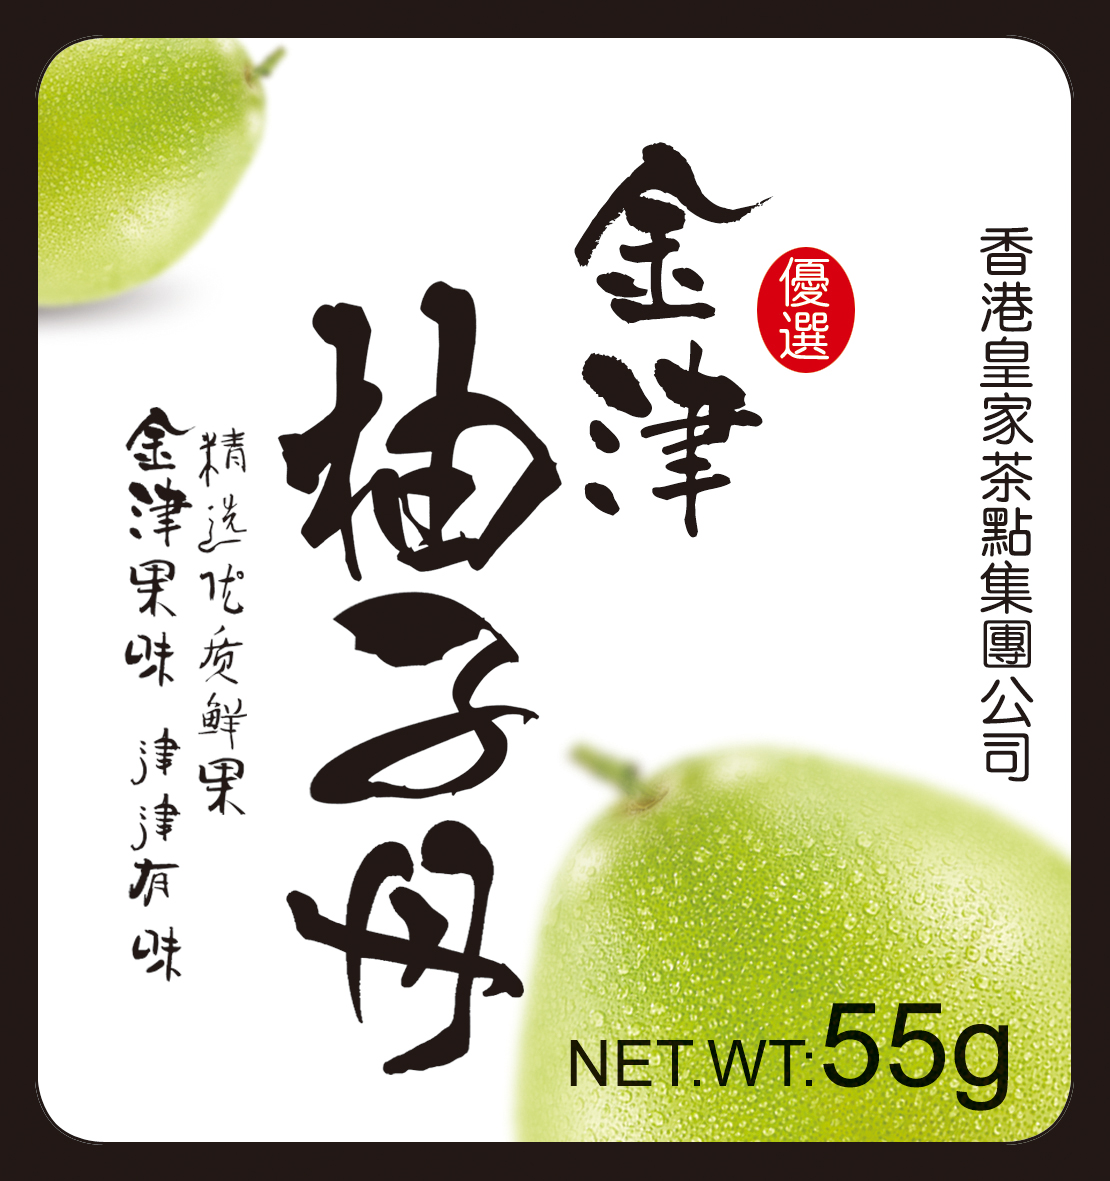 香港皇家茶點集團公司
優選
金津
柚子丹
精选优质鲜果
金津果味 津津有味
NET.WT:55g